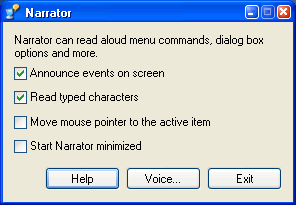 Narrator
Narrator can read aloud menu commands, dialog box
options and more.
Announce events on screen
Read typed characters
Move mouse pointer to the active item
Start Narrator minimized
Help Voice... Exit